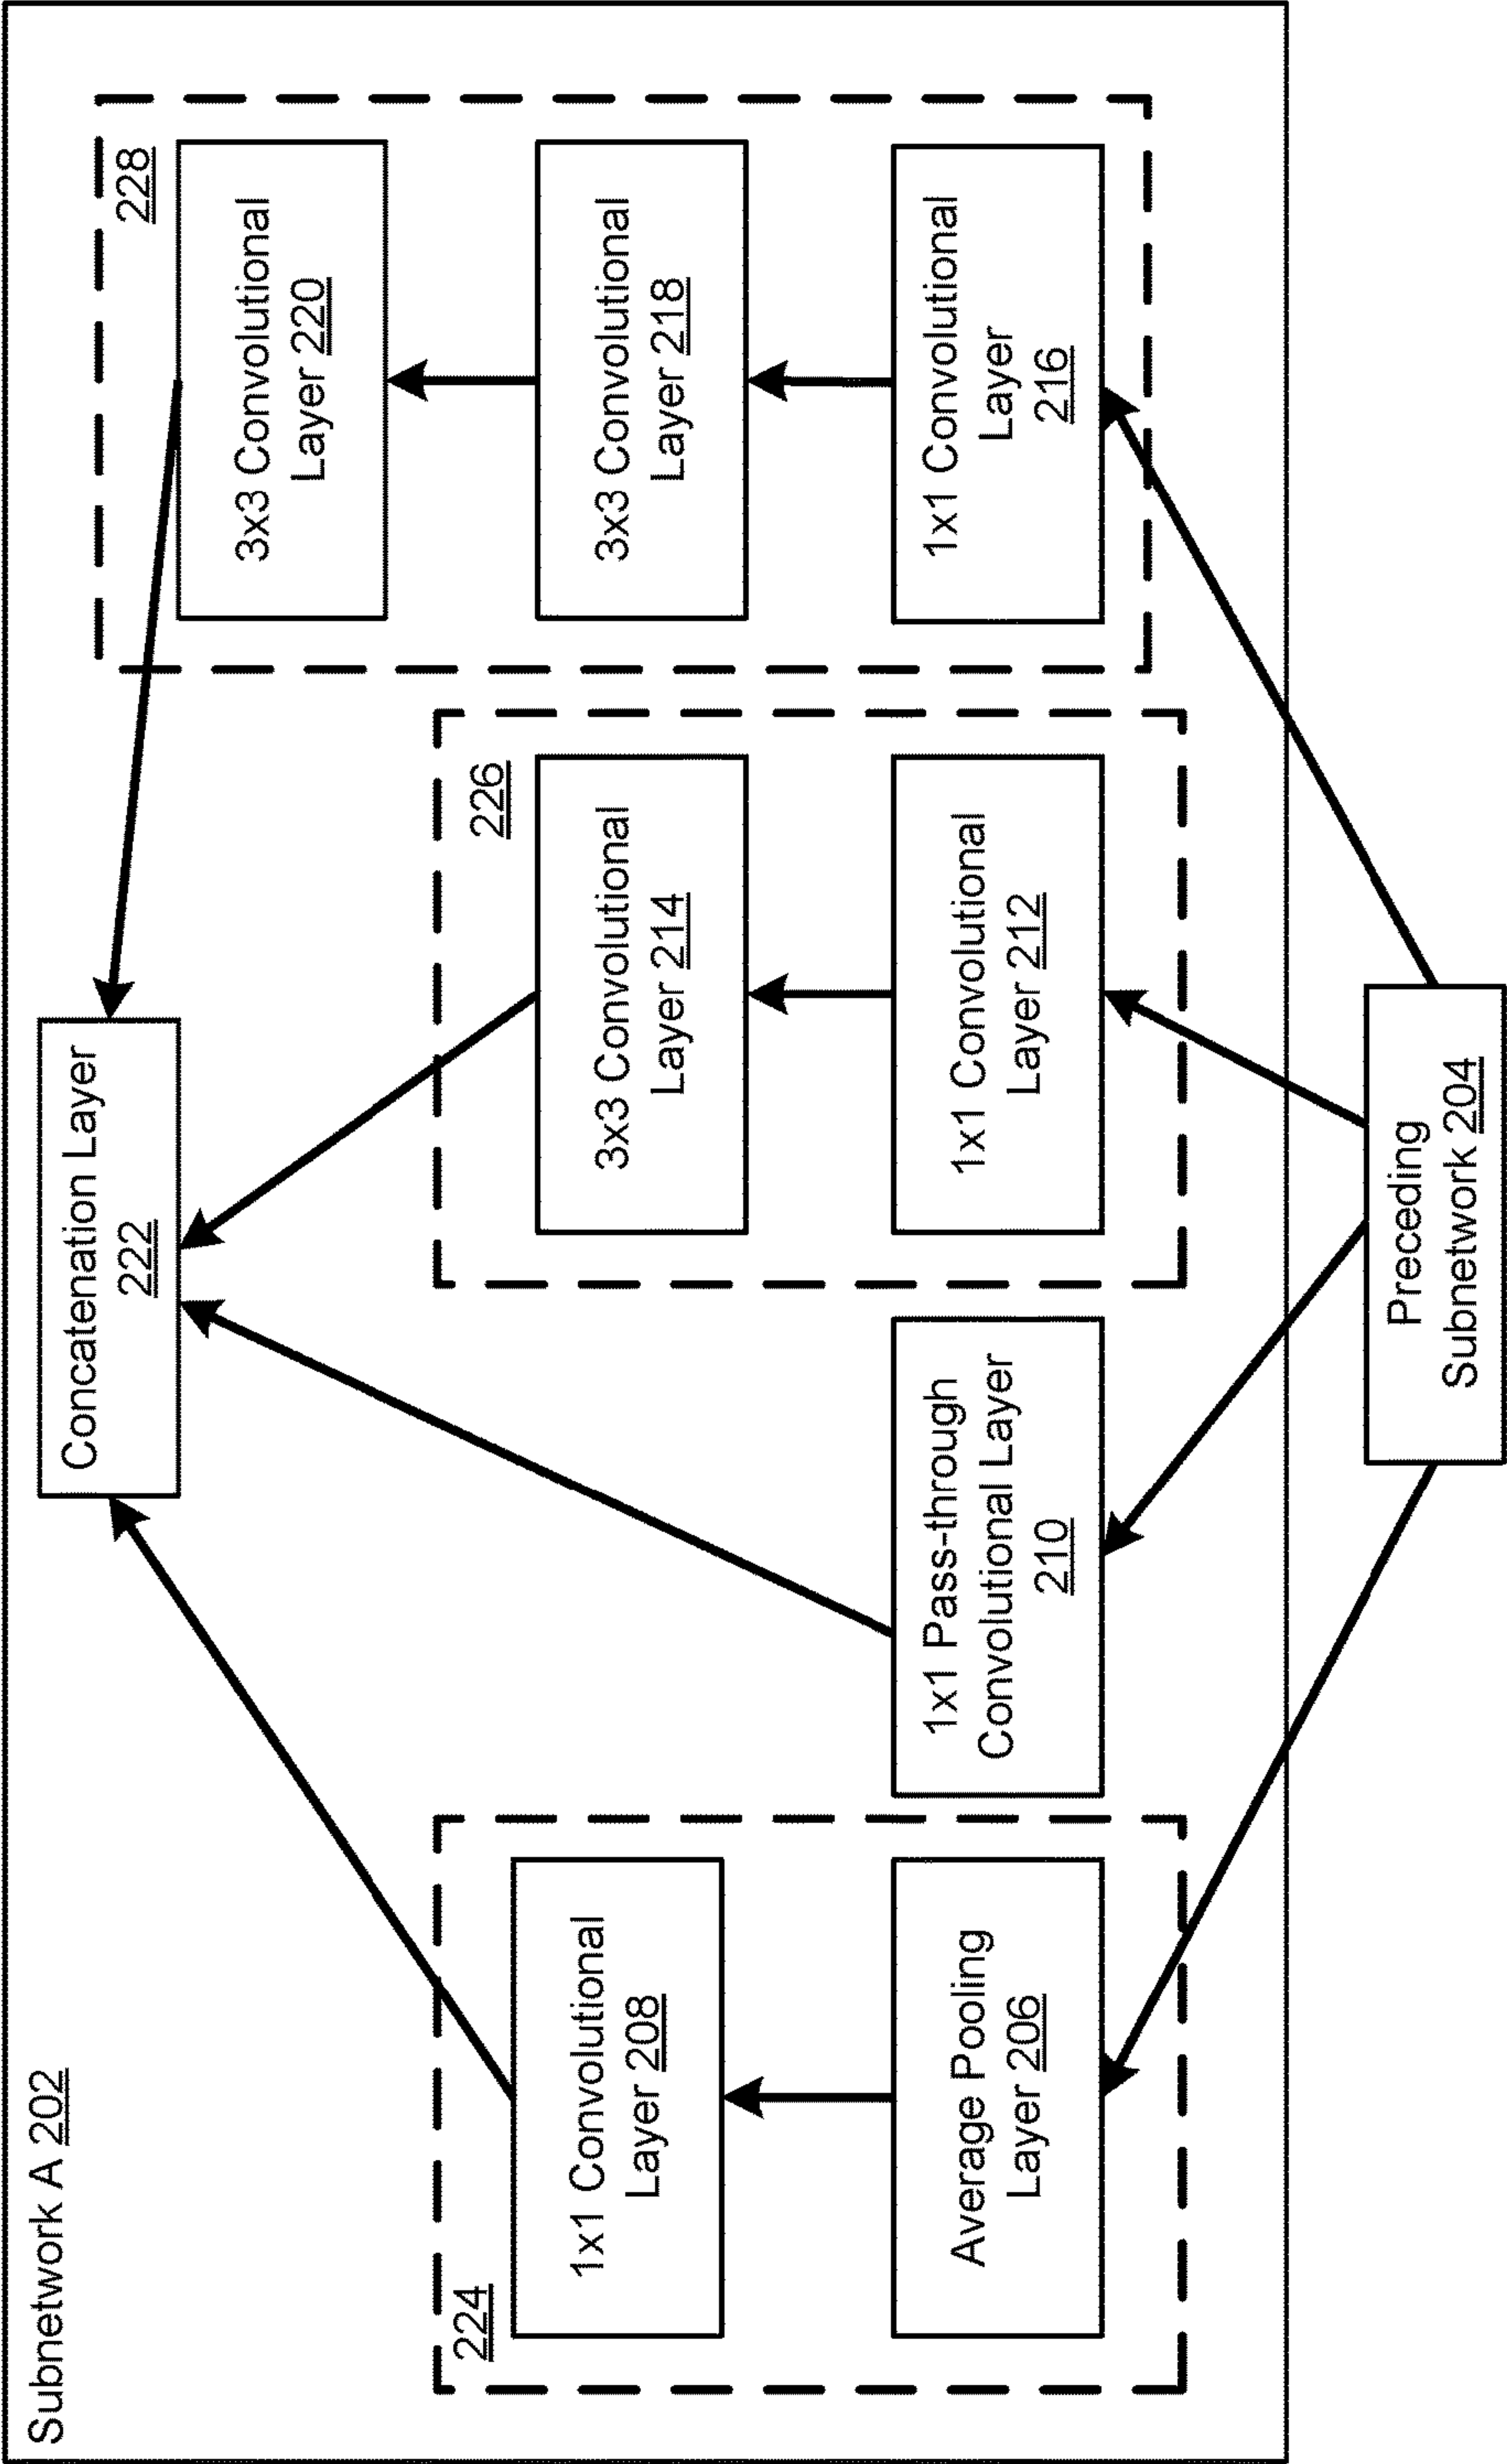 Subnetwork A 202
Concatenation Layer
222
224
1x1 Convolutional
Layer 208
Average Pooling
Layer 206
1x1 Pass-through
Convolutional Layer
210
226
3x3 Convolutional
Layer 214
1x1 Convolutional
Layer 212
228
3x3 Convolutional
Layer 220
3x3 Convolutional
Layer 218
1x1 Convolutional
Layer
216
Preceding
Subnetwork 204